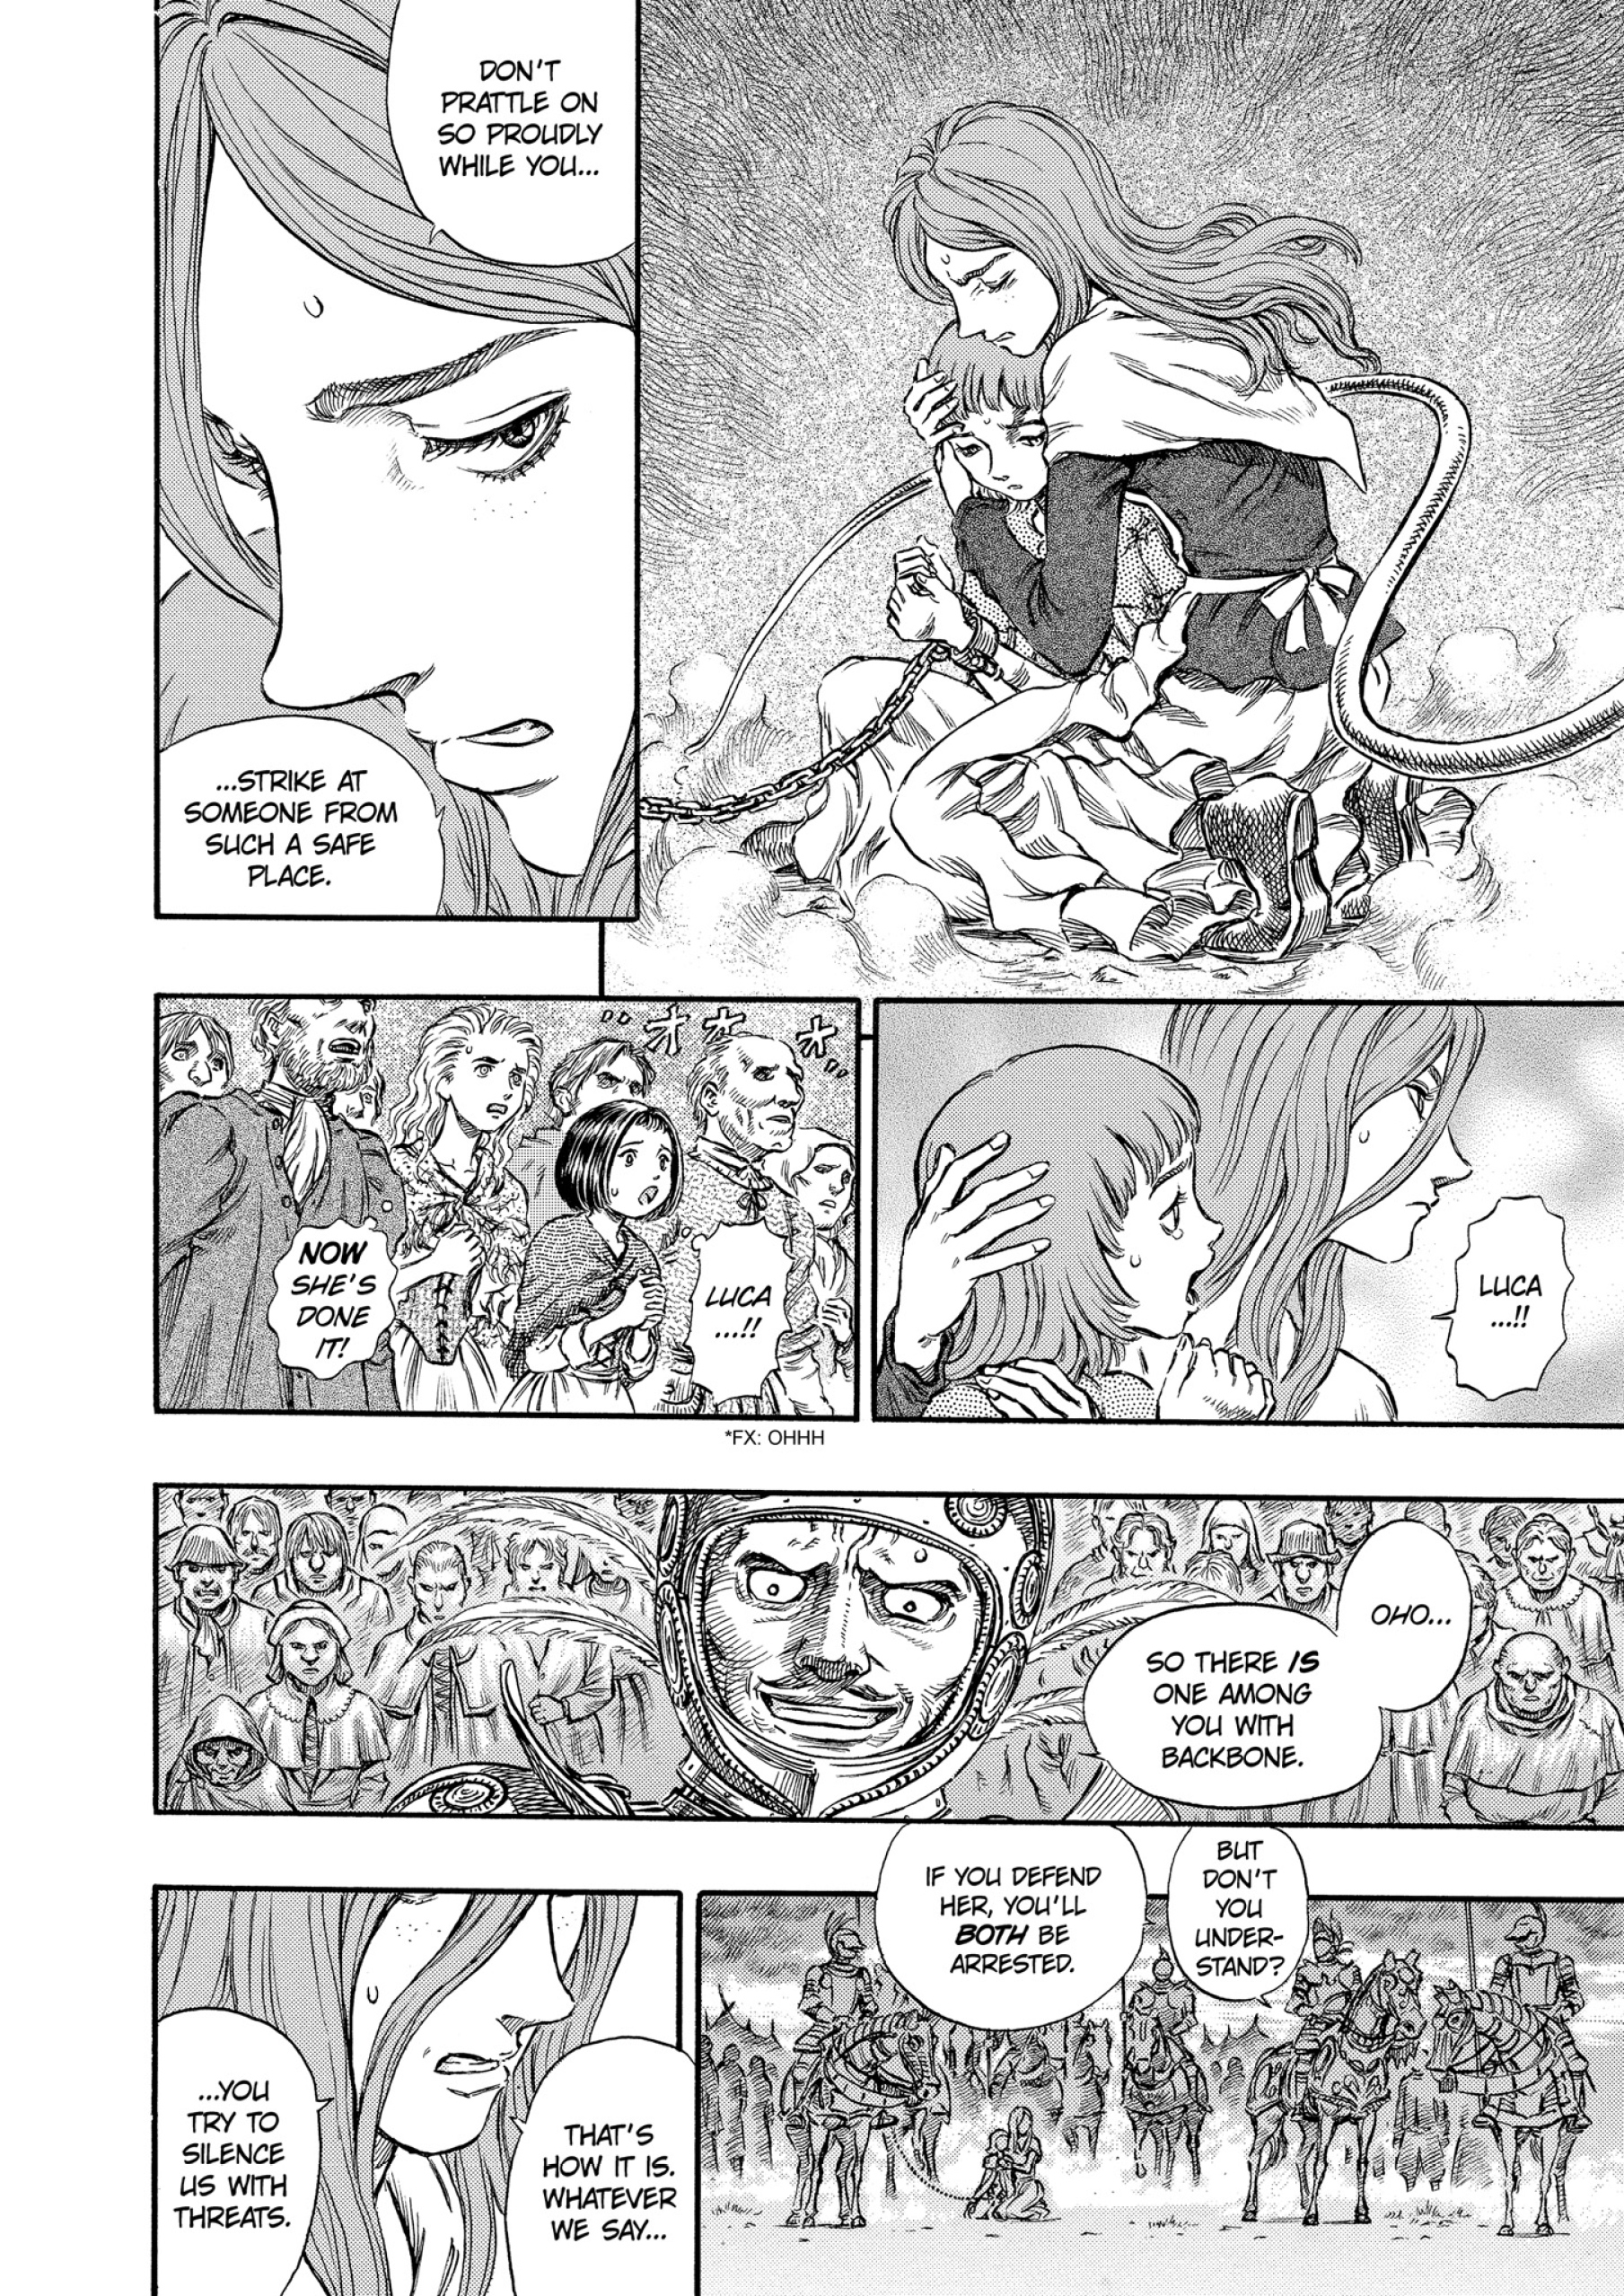 DON'T
PRATTLE ON
SO PROUDLY
WHILE YOU...
...STRIKE AT
SOMEONE FROM
SUCH A SAFE
PLACE.
LUCA
...!!
オオオ
LUCA
...!!
NOW
SHE'S
DONE
IT!
*FX: OHHH
OHO...
SO THERE IS
ONE AMONG
YOU WITH
BACKBONE.
BUT
DON'T
YOU
UNDER-
STAND?
IF YOU DEFEND
HER, YOU'LL
BOTH BE
ARRESTED.
THAT'S
HOW IT IS.
WHATEVER
WE SAY...
...YOU
TRY TO
SILENCE
US WITH
THREATS.